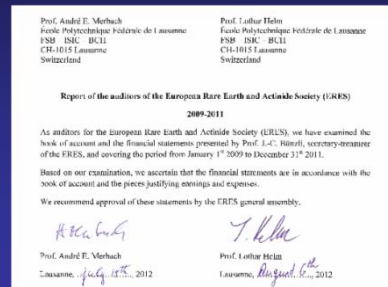 Prof. André E. Merbach
École Polytechnique Fédérale de Lausanne
FSB – ISIC – BCH
CH-1015 Lausanne
Switzerland
Prof. Lothar Helm
École Polytechnique Fédérale de Lausanne
FSB – ISIC – BCH
CH-1015 Lausanne
Switzerland
Report of the auditors of the European Rare Earth and Actinide Society (ERES)
2009-2011
As auditors for the European Rare Earth and Actinide Society (ERES), we have examined the
book of account and the financial statements presented by Prof. J.-C. Bünzli, secretary-treasurer
of the ERES, and covering the period from January 1st 2009 to December 31st 2011.
Based on our examination, we ascertain that the financial statements are in accordance with the
book of account and the pieces justifying earnings and expenses.
We recommend approval of these statements by the ERES general assembly.
Prof. André E. Merbach
Lausanne, July 15th, 2012
L. Helm
Prof. Lothar Helm
Lausanne, August 6th, 2012